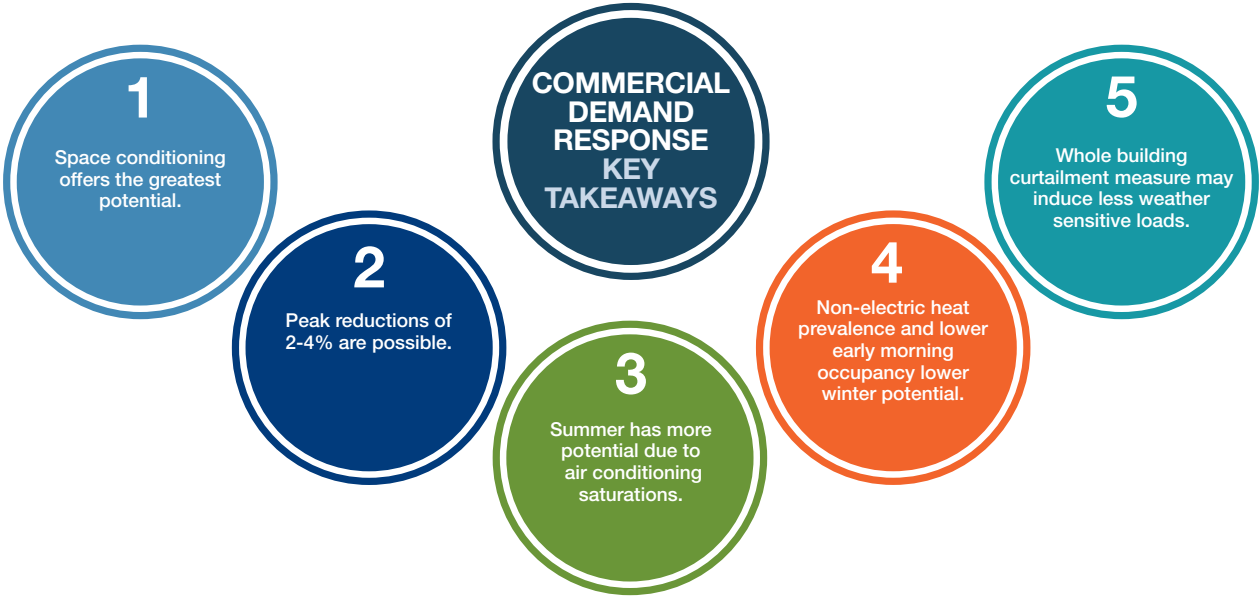 COMMERCIAL
DEMAND
RESPONSE
KEY
TAKEAWAYS
1
Space conditioning
offers the greatest
potential.
2
Peak reductions of
2-4% are possible.
3
Summer has more
potential due to
air conditioning
saturations.
4
Non-electric heat
prevalence and lower
early morning
occupancy lower
winter potential.
5
Whole building
curtailment measure may
induce less weather
sensitive loads.